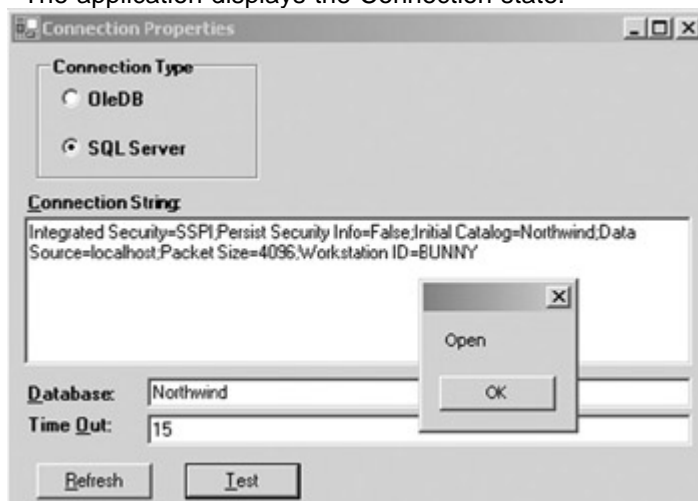 The application displays the Connection state.
Connection Properties
Connection Type
OleDB
SQL Server
Connection String:
Integrated Security=SSPI;Persist Security Info=False;Initial Catalog=Northwind;Data
Source=localhost;Packet Size=4096;Workstation ID=BUNNY
Open
OK
Database: Northwind
Time Out: 15
Refresh Test